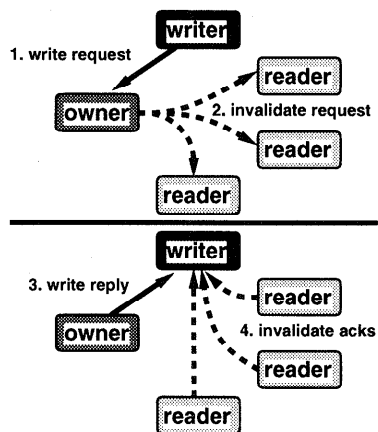 writer
1. write request
reader
owner
2. invalidate request
reader
reader
writer
3. write reply
reader
owner
4. invalidate acks
reader
reader